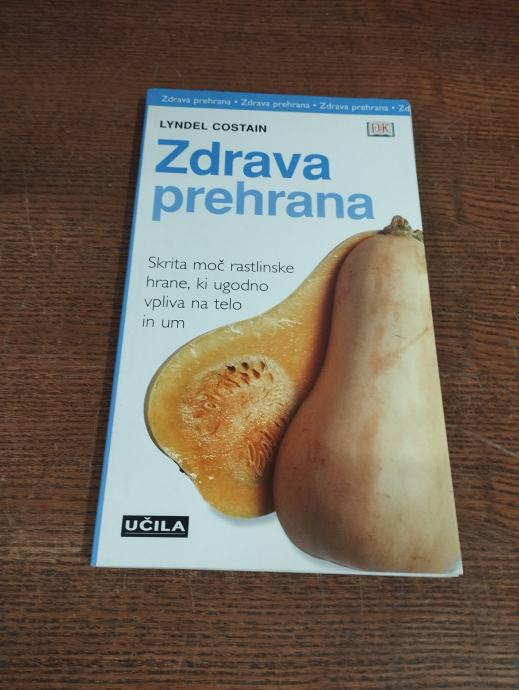 Zdrava prehrana • Zdrava prehrana • Zdrava prehrana • Zd
LYNDEL COSTAIN
DK
Zdrava
prehrana
Skrita moč rastlinske
hrane, ki ugodno
vpliva na telo
in um
UČILA